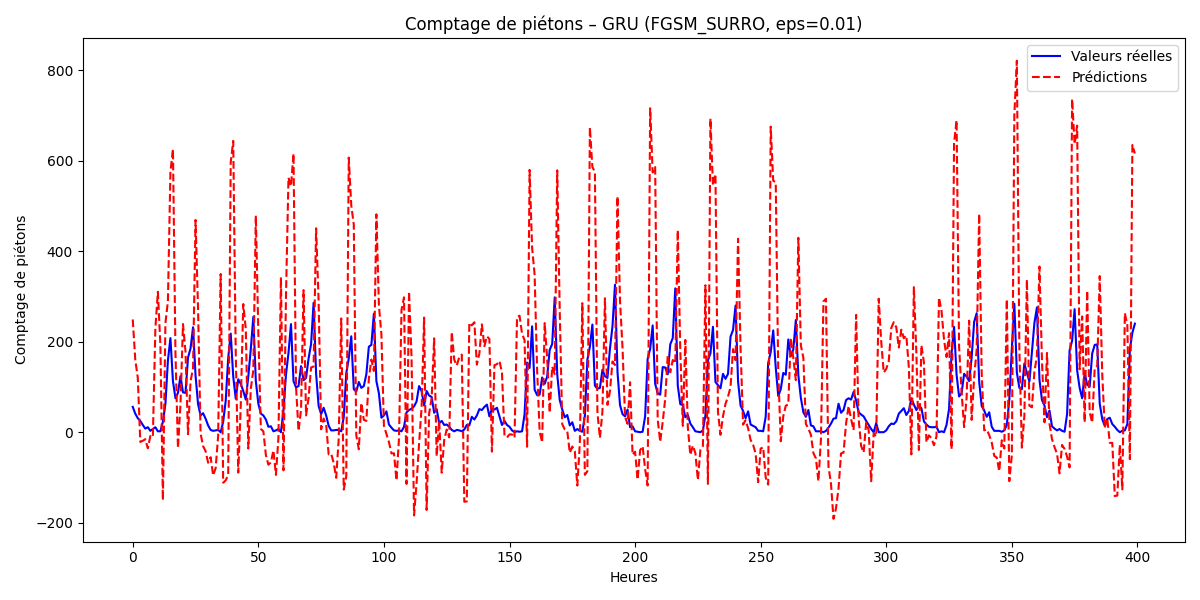 Comptage de piétons – GRU (FGSM_SURRO, eps=0.01)
Valeurs réelles
Prédictions
Comptage de piétons
800
600
400
200
0
−200
0 50 100 150 200 250 300 350 400
Heures